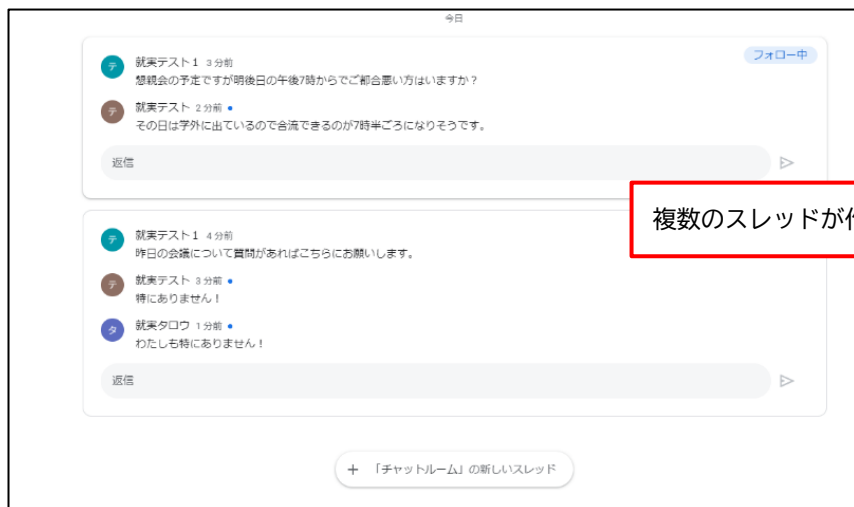 今日
フォロー中
テ 就実テスト1 3分前
懇親会の予定ですが明後日の午後7時からでご都合悪い方はいますか？
テ 就実テスト 2分前
その日は学外に出ているので合流できるのが7時半ごろになりそうです。
返信
複数のスレッドが
テ 就実テスト1 4分前
昨日の会議について質問があればこちらにお願いします。
テ 就実テスト 3分前
特にありません！
タ 就実タロウ 1分前
わたしも特にありません！
返信
+ 「チャットルーム」の新しいスレッド